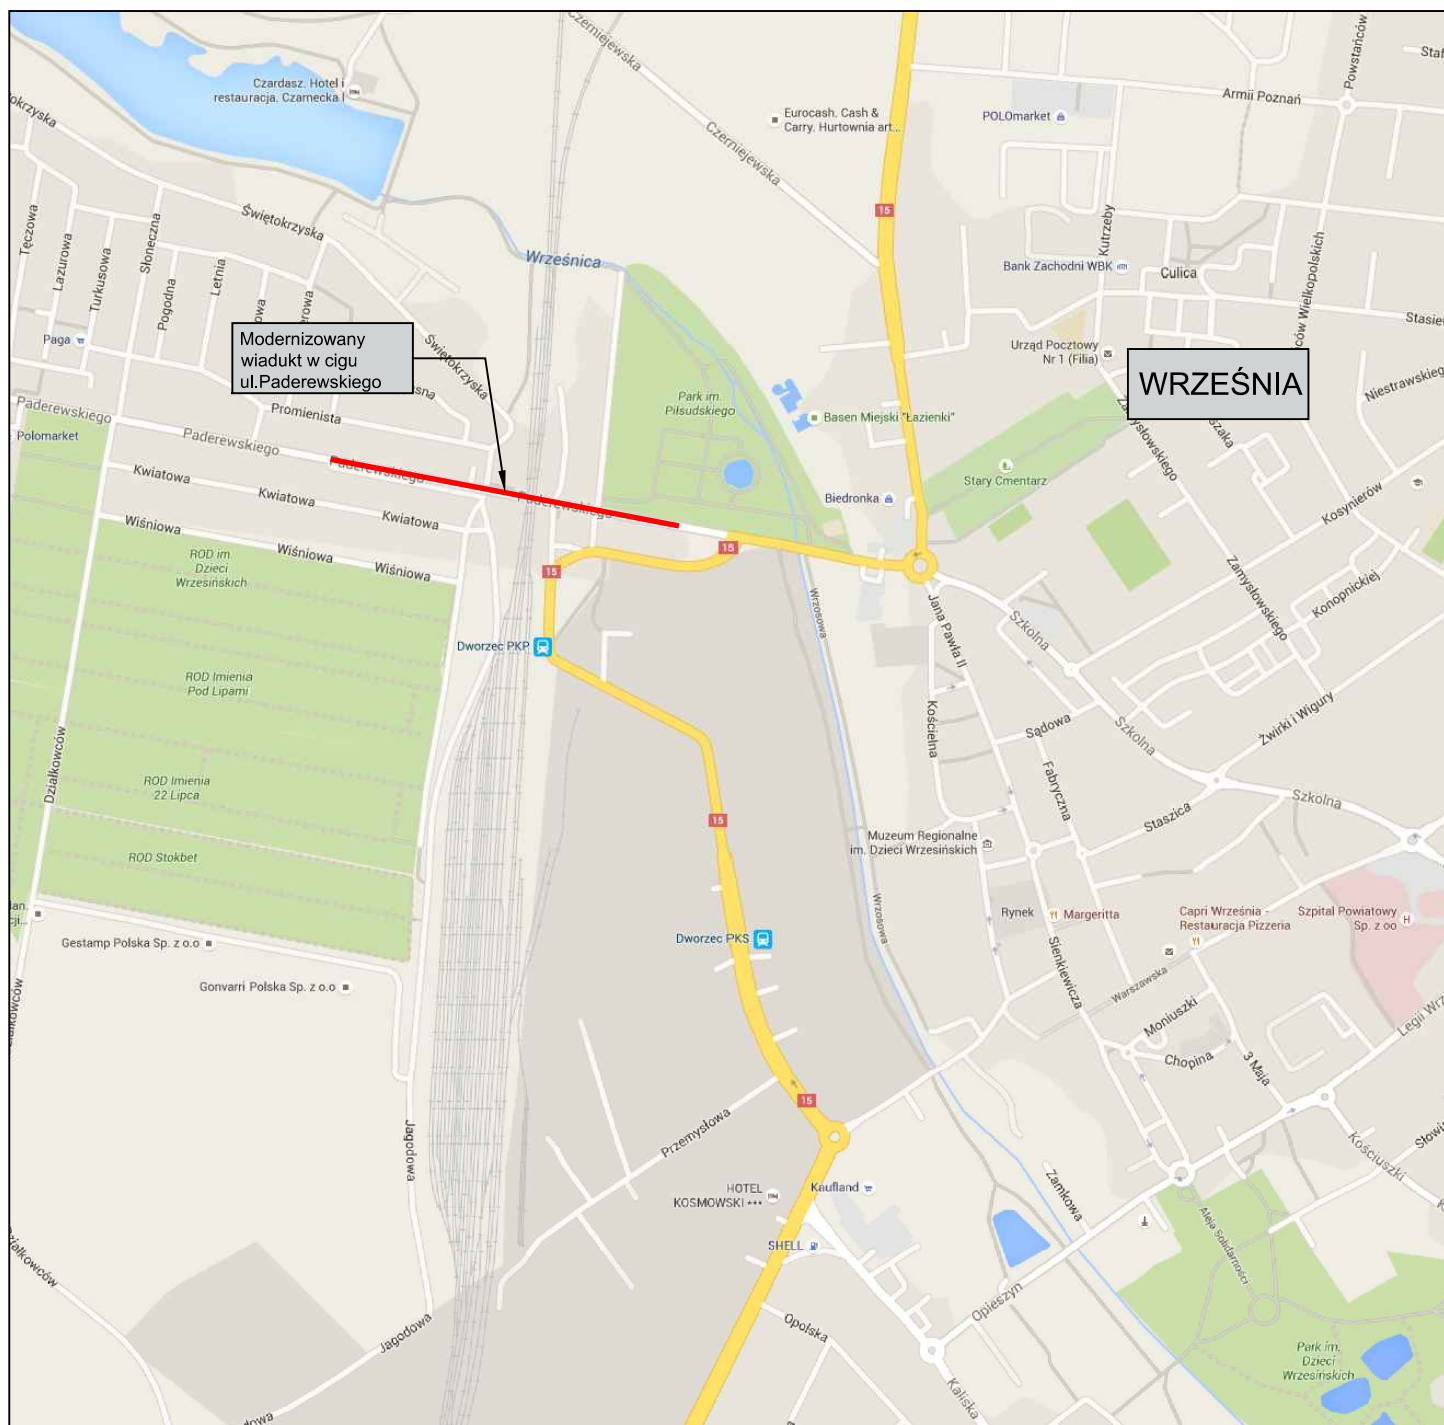 Czerniejewska
Powstańców
Czardasz. Hotel i
restauracja. Czarnecka I
Armii Poznań
Eurocash. Cash &
Carry. Hurtownia art...
POLOmarket
Czerniejewska
Świętokrzyska
15
Kutrzeby
Tęczowa
Lazurowa
Turkusowa
Słoneczna
Pogodna
Letnia
Wrześnica
Bank Zachodni WBK
Culica
Paga
Modernizowany
wiadukt w cigu
ul.Paderewskiego
Świętokrzyska
Urząd Pocztowy
Nr 1 (Filia)
WRZEŚNIA
Park im.
Piłsudskiego
Niestrawskiego
Promienista
Paderewskiego
Basen Miejski "Łazienki"
Zamysłowskiego
Polomarket
Paderewskiego
Paderewskiego
Kwiatowa
Kwiatowa
Kwiatowa
Paderewskiego
Biedronka
Stary Cmentarz
Kosynierów
Wiśniowa
Wiśniowa
Wiśniowa
ROD im.
Dzieci
Wrzesińskich
15
15
Wrzosowa
Jana Pawła II
Szkolna
Zamysłowskiego
Konopnickiej
Dworzec PKP
ROD Imienia
Pod Lipami
Kościelna
Sądowa
Szkolna
Żwirki i Wigury
Działkowców
ROD Imienia
22 Lipca
Fabryczna
Staszica
Szkolna
15
Muzeum Regionalne
im. Dzieci Wrzesińskich
ROD Stokbet
Rynek
Margeritta
Capri Września -
Restauracja Pizzeria
Szpital Powiatowy
Sp. z oo
Gestamp Polska Sp. z o.o
Dworzec PKS
Wrzosowa
Sienkiewicza
Warszawska
Gonvarri Polska Sp. z o.o
Moniuszki
Chopina
3 Maja
15
Przemysłowa
Jagodowa
Kościuszki
HOTEL
KOSMOWSKI ***
Kaufland
Zamkowa
Aleja Solidarności
SHELL
Opieszyn
Opolska
Jagodowa
Kaliska
Park im.
Dzieci
Wrzesińskich